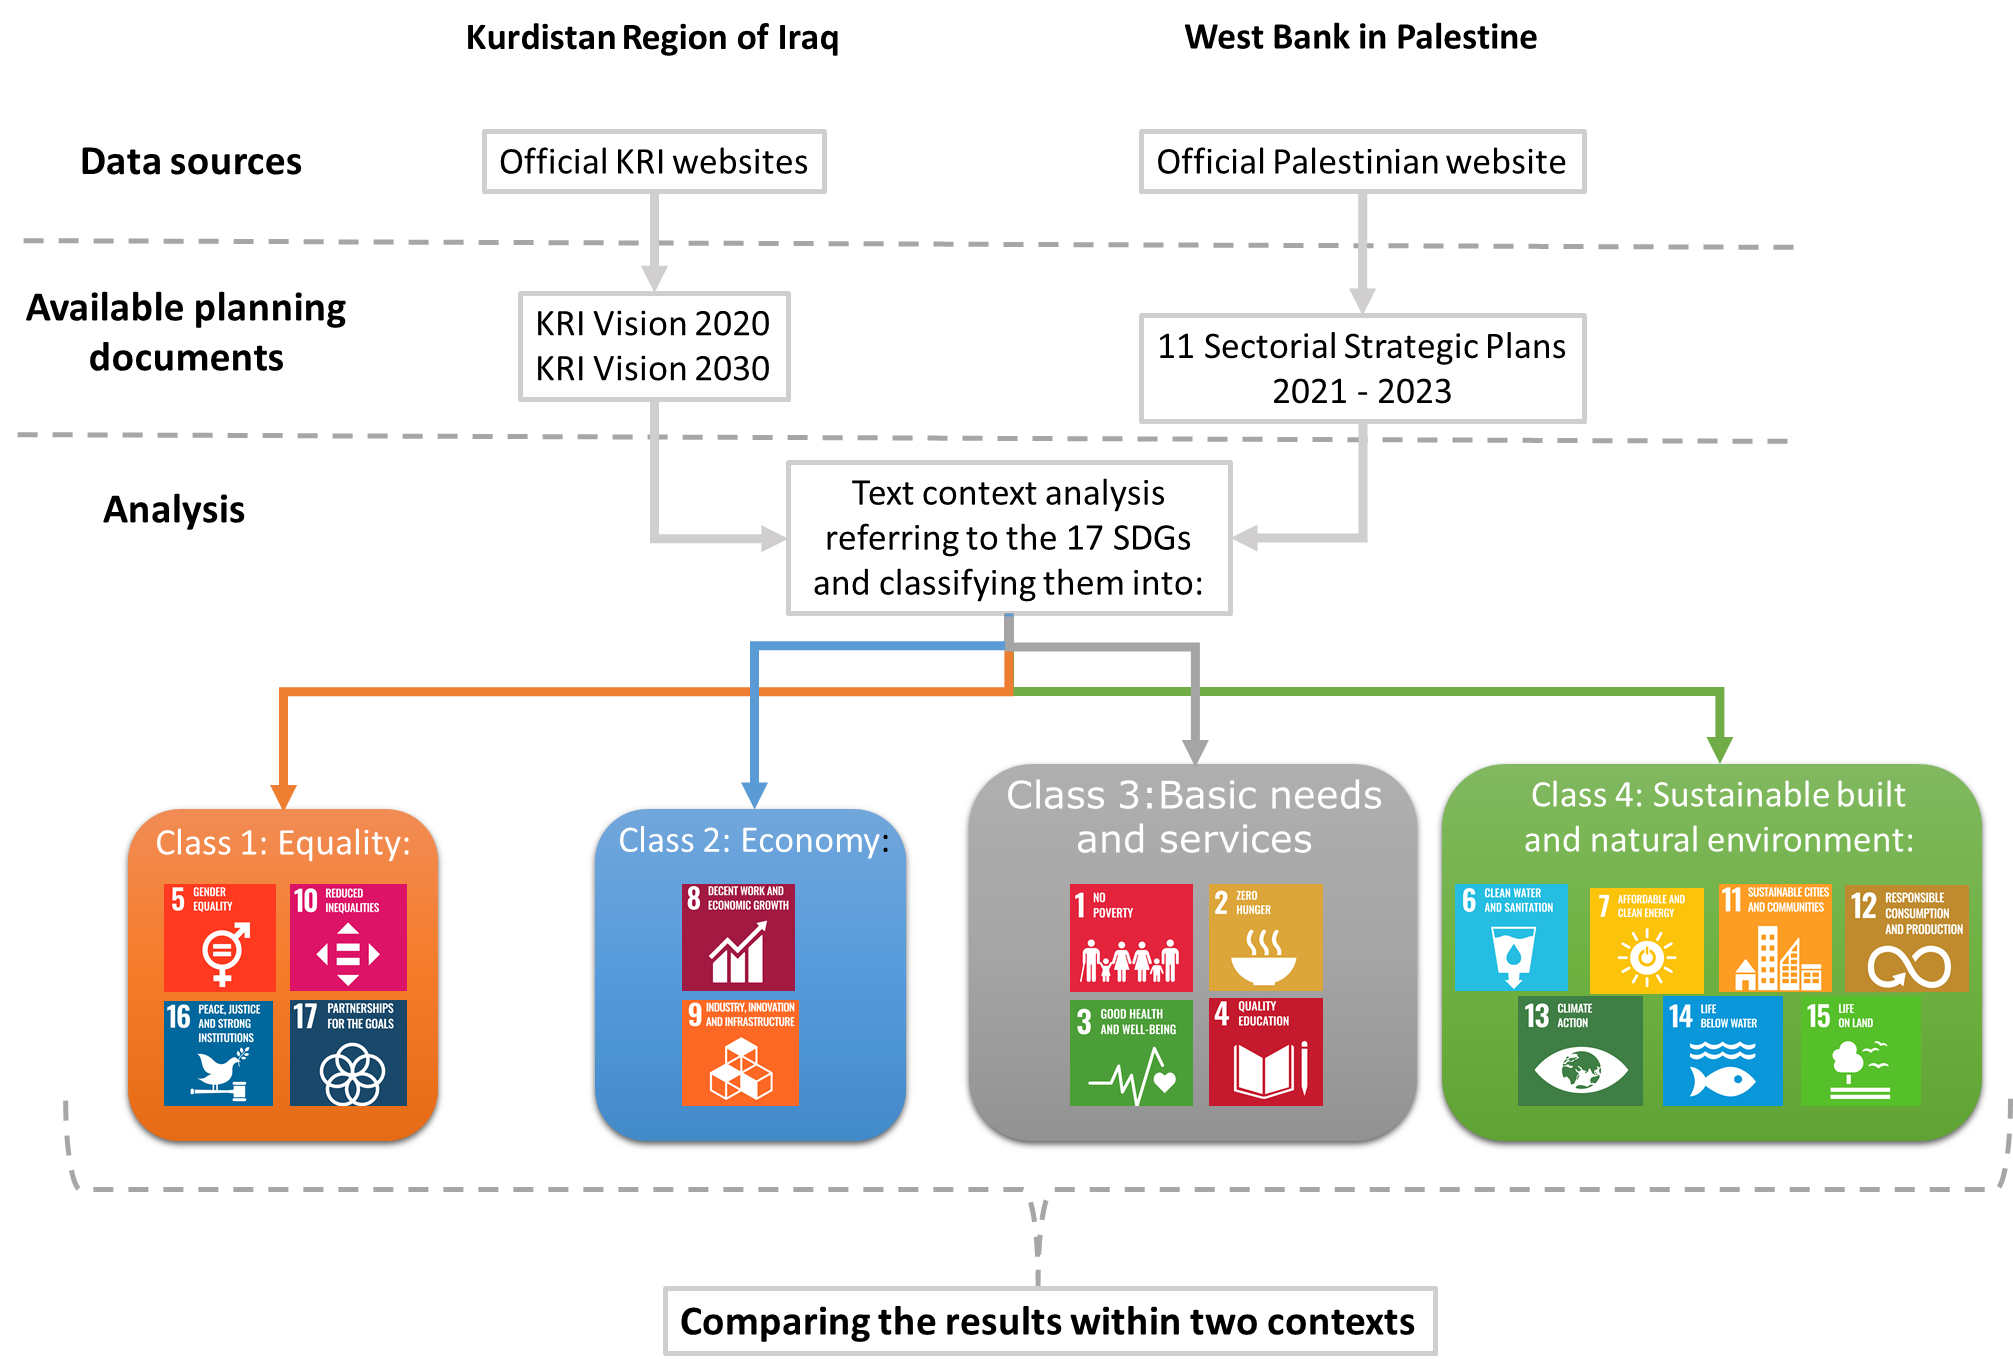 Kurdistan Region of Iraq
West Bank in Palestine
Data sources
Official KRI websites
Official Palestinian website
Available planning
documents
KRI Vision 2020
KRI Vision 2030
11 Sectorial Strategic Plans
2021 - 2023
Analysis
Text context analysis
referring to the 17 SDGs
and classifying them into:
Class 1: Equality:
5 GENDER
EQUALITY
10 REDUCED
INEQUALITIES
16 PEACE, JUSTICE
AND STRONG
INSTITUTIONS
17 PARTNERSHIPS
FOR THE GOALS
Class 2: Economy:
8 DECENT WORK AND
ECONOMIC GROWTH
9 INDUSTRY, INNOVATION
AND INFRASTRUCTURE
Class 3:Basic needs
and services
1 NO
POVERTY
2 ZERO
HUNGER
3 GOOD HEALTH
AND WELL-BEING
4 QUALITY
EDUCATION
Class 4: Sustainable built
and natural environment:
6 CLEAN WATER
AND SANITATION
7 AFFORDABLE AND
CLEAN ENERGY
11 SUSTAINABLE CITIES
AND COMMUNITIES
12 RESPONSIBLE
CONSUMPTION
AND PRODUCTION
13 CLIMATE
ACTION
14 LIFE
BELOW WATER
15 LIFE
ON LAND
Comparing the results within two contexts